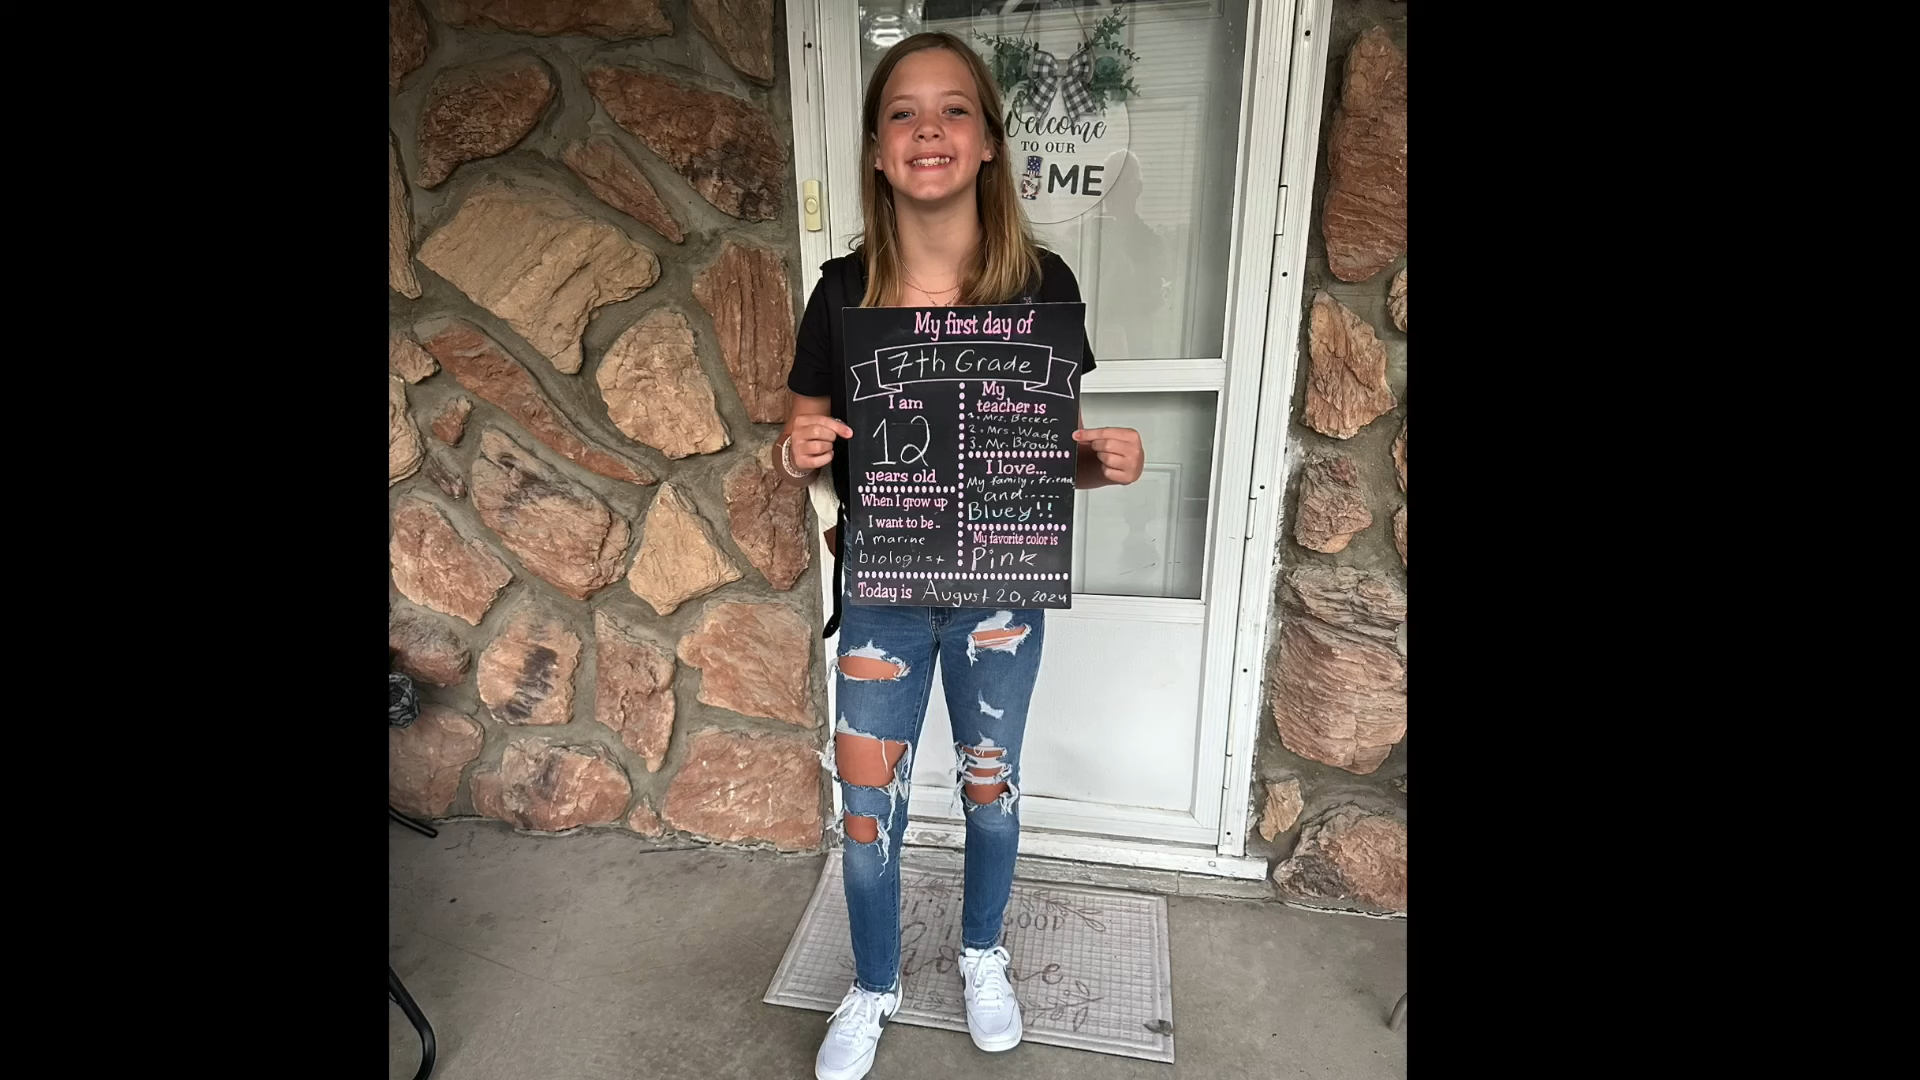 Welcome
TO OUR
ME
My first day of
7th Grade
I am
12
years old
When I grow up
I want to be..
A marine
biologist
My
teacher is
1. Mrs. Becker
2. Mrs. Wade
3. Mr. Brown
I love...
My family, friends
and.....
Bluey!!
My favorite color is
Pink
Today is August 20, 2024
home